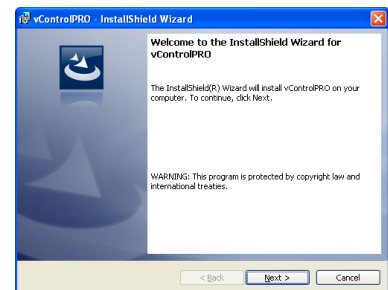 vControlPRO - InstallShield Wizard
Welcome to the InstallShield Wizard for
vControlPRO
The InstallShield(R) Wizard will install vControlPRO on your
computer. To continue, click Next.
WARNING: This program is protected by copyright law and
international treaties.
< Back Next > Cancel